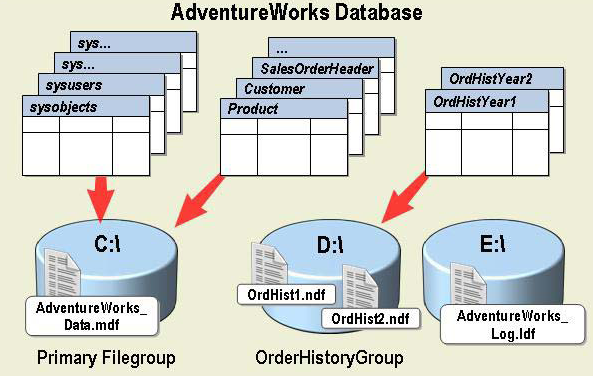 AdventureWorks Database
sys...
sys...
sysusers
sysobjects
...
SalesOrderHeader
Customer
Product
OrdHistYear2
OrdHistYear1
C:\
AdventureWorks_
Data.mdf
Primary Filegroup
D:\
OrdHist1.ndf
OrdHist2.ndf
OrderHistoryGroup
E:\
AdventureWorks_
Log.ldf